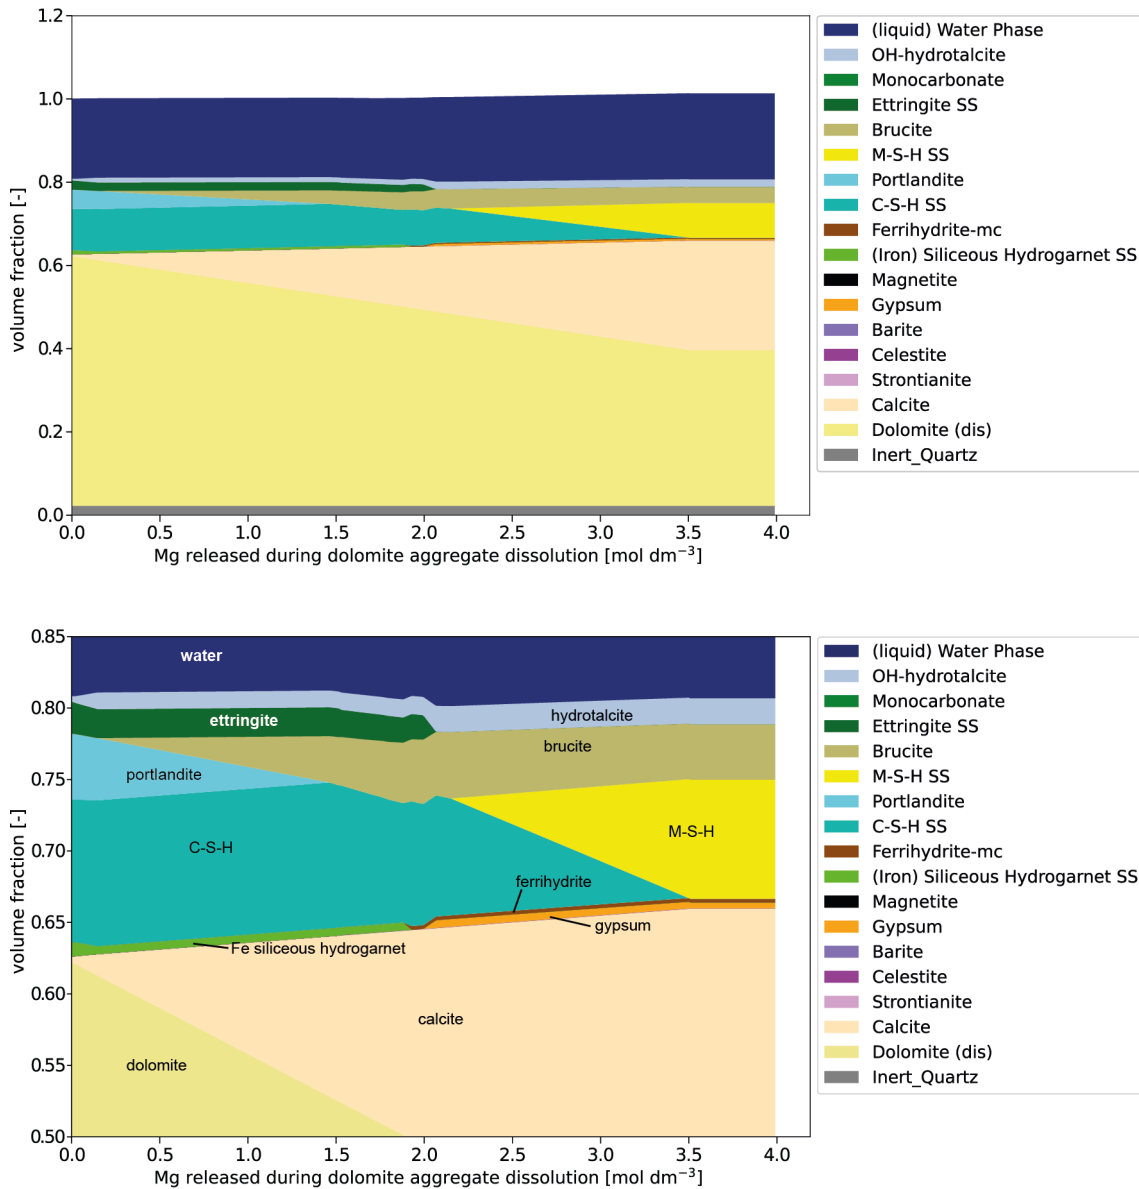 1.2
1.0
0.8
0.6
0.4
0.2
0.0
volume fraction [-]
0.0 0.5 1.0 1.5 2.0 2.5 3.0 3.5 4.0
Mg released during dolomite aggregate dissolution [mol dm⁻³]
(liquid) Water Phase
OH-hydrotalcite
Monocarbonate
Ettringite SS
Brucite
M-S-H SS
Portlandite
C-S-H SS
Ferrihydrite-mc
(Iron) Siliceous Hydrogarnet SS
Magnetite
Gypsum
Barite
Celestite
Strontianite
Calcite
Dolomite (dis)
Inert_Quartz
0.85
0.80
0.75
0.70
0.65
0.60
0.55
0.50
volume fraction [-]
water
ettringite
hydrotalcite
brucite
portlandite
M-S-H
C-S-H
ferrihydrite
gypsum
Fe siliceous hydrogarnet
calcite
dolomite
0.0 0.5 1.0 1.5 2.0 2.5 3.0 3.5 4.0
Mg released during dolomite aggregate dissolution [mol dm⁻³]
(liquid) Water Phase
OH-hydrotalcite
Monocarbonate
Ettringite SS
Brucite
M-S-H SS
Portlandite
C-S-H SS
Ferrihydrite-mc
(Iron) Siliceous Hydrogarnet SS
Magnetite
Gypsum
Barite
Celestite
Strontianite
Calcite
Dolomite (dis)
Inert_Quartz